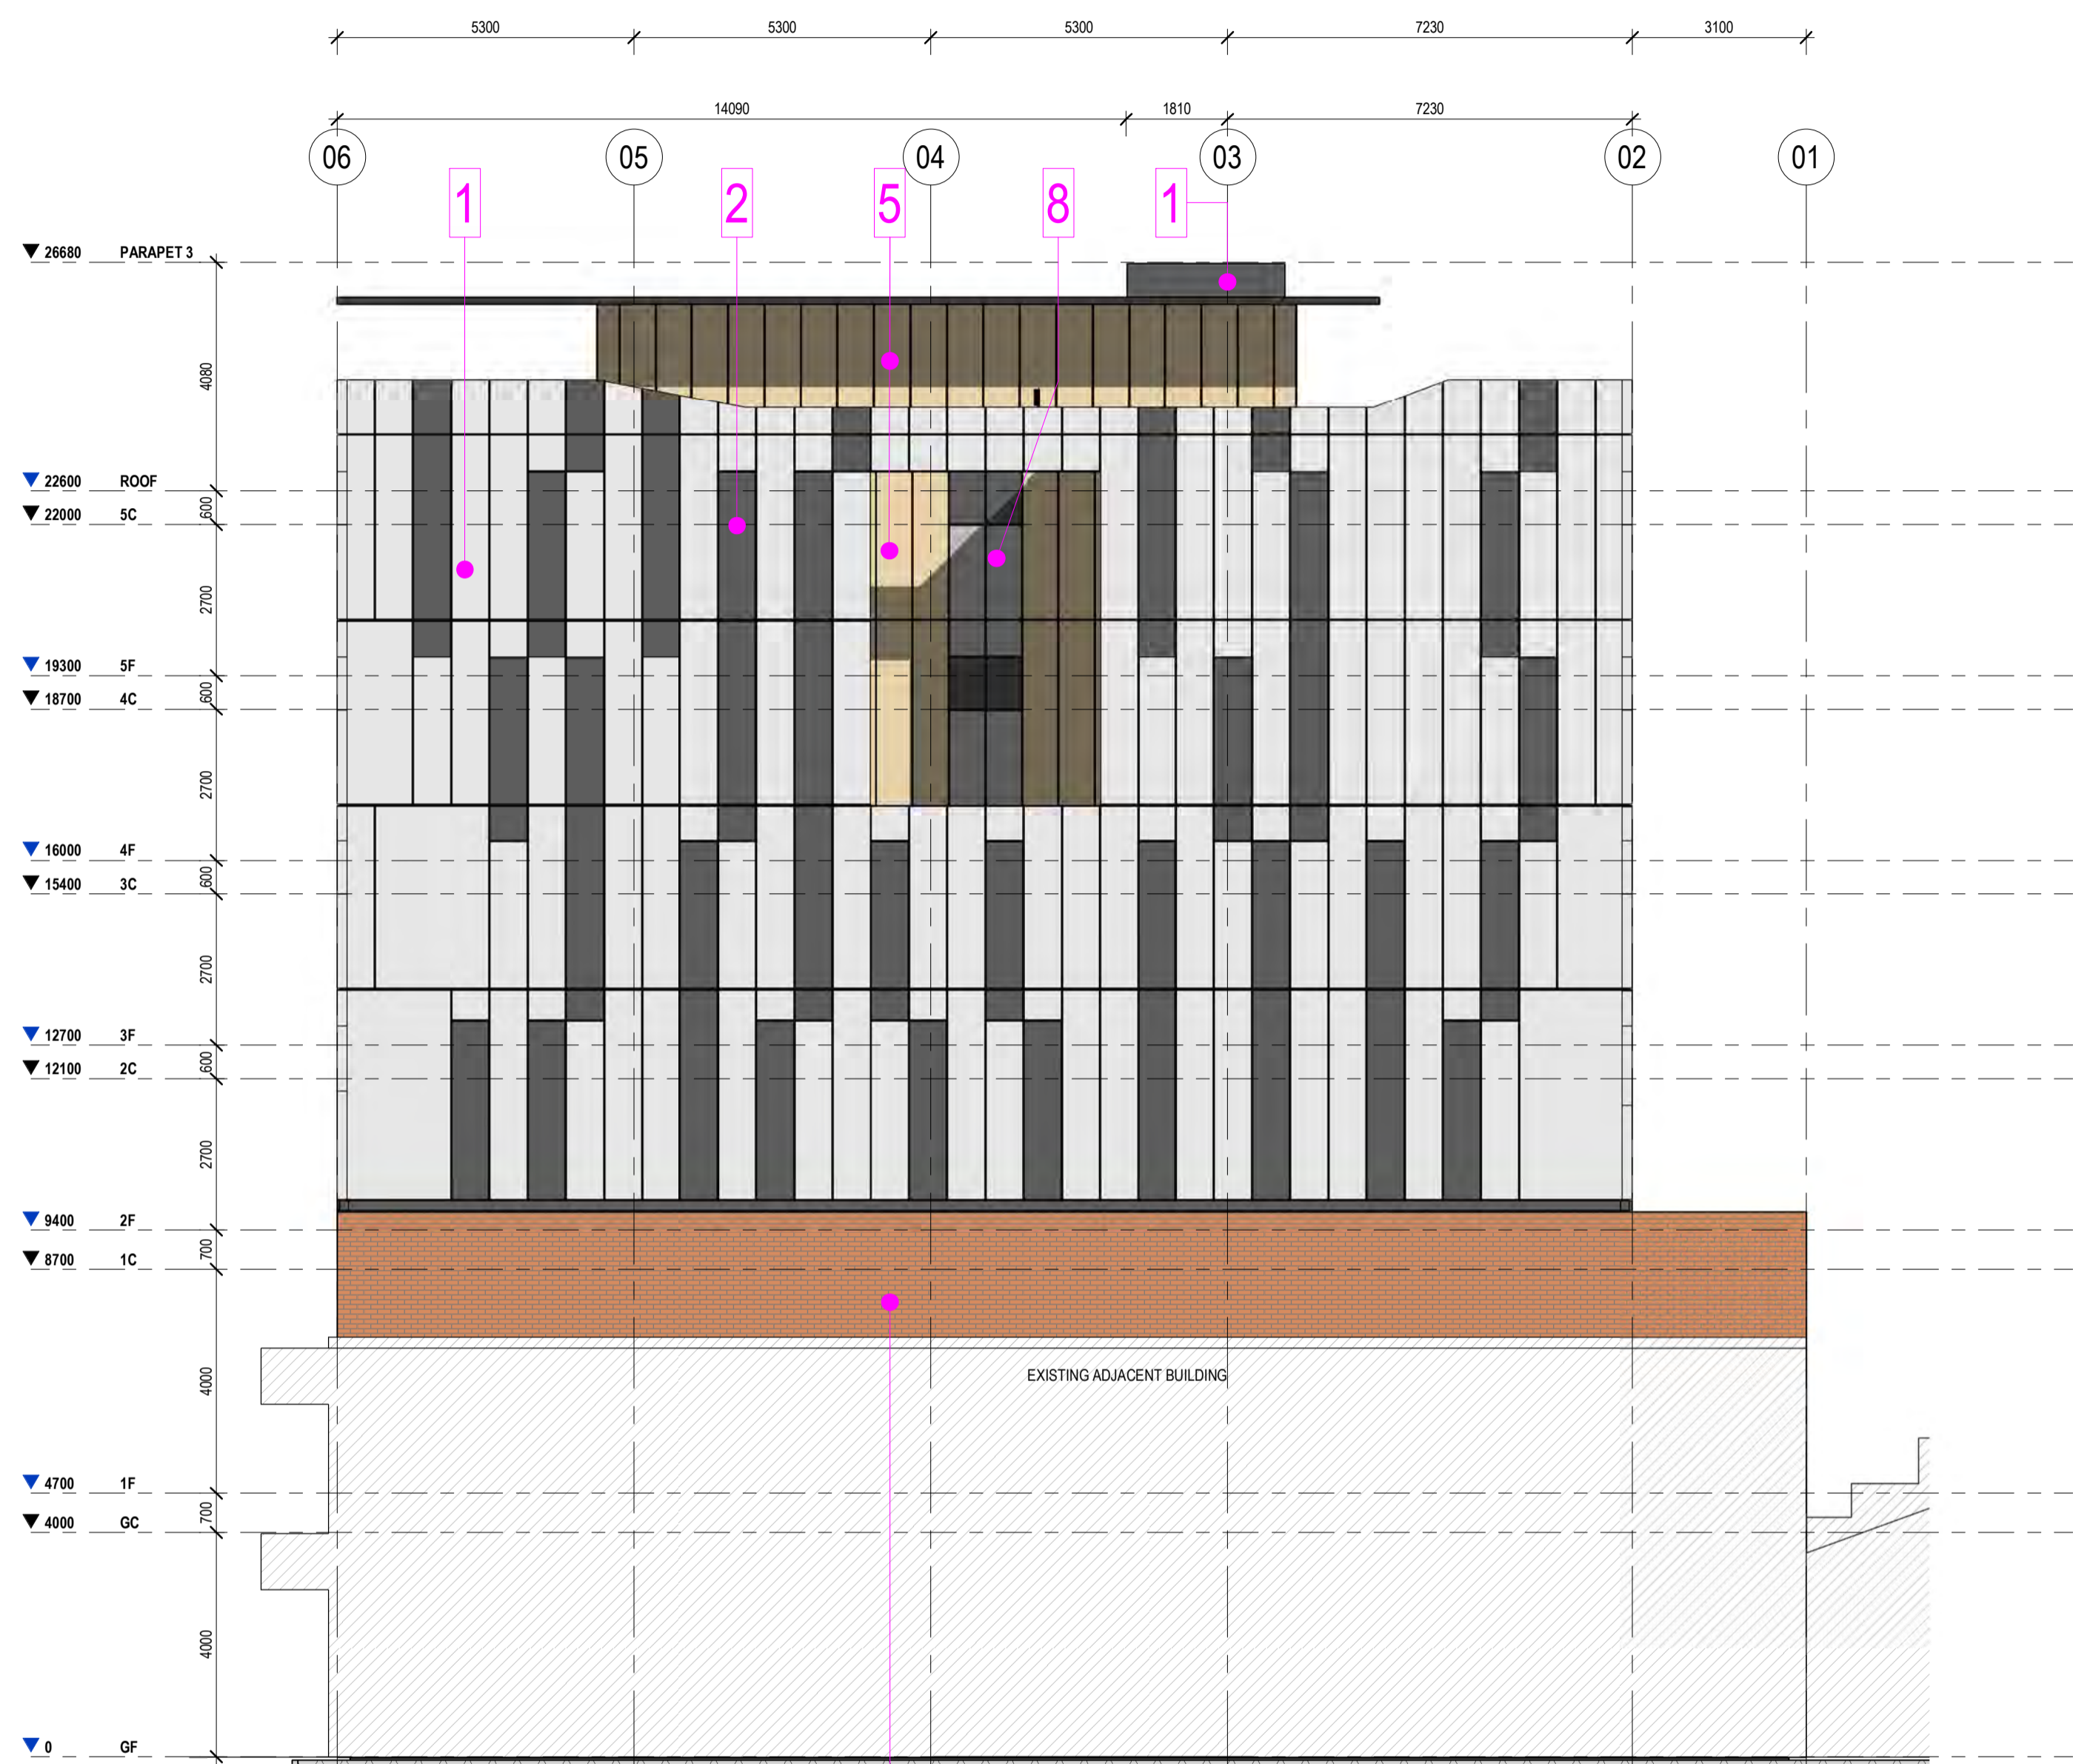 5300 5300 5300 7230 3100
14090 1810 7230
06 05 04 03 02 01
1 2 5 8 1
26680 PARAPET 3
4080
22600 ROOF
600
22000 5C
2700
19300 5F
600
18700 4C
2700
16000 4F
600
15400 3C
2700
12700 3F
600
12100 2C
2700
9400 2F
700
8700 1C
EXISTING ADJACENT BUILDING
4000
4700 1F
700
4000 GC
4000
0 GF